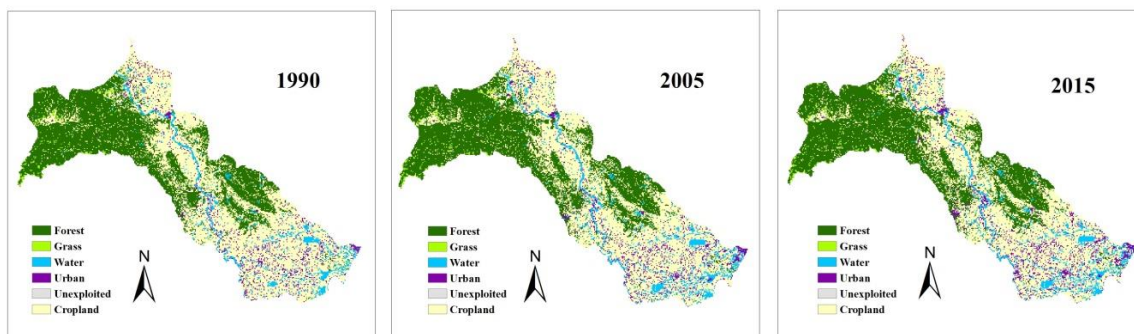 1990
Forest
Grass
Water
Urban
Unexploited
Cropland
N
2005
Forest
Grass
Water
Urban
Unexploited
Cropland
N
2015
Forest
Grass
Water
Urban
Unexploited
Cropland
N